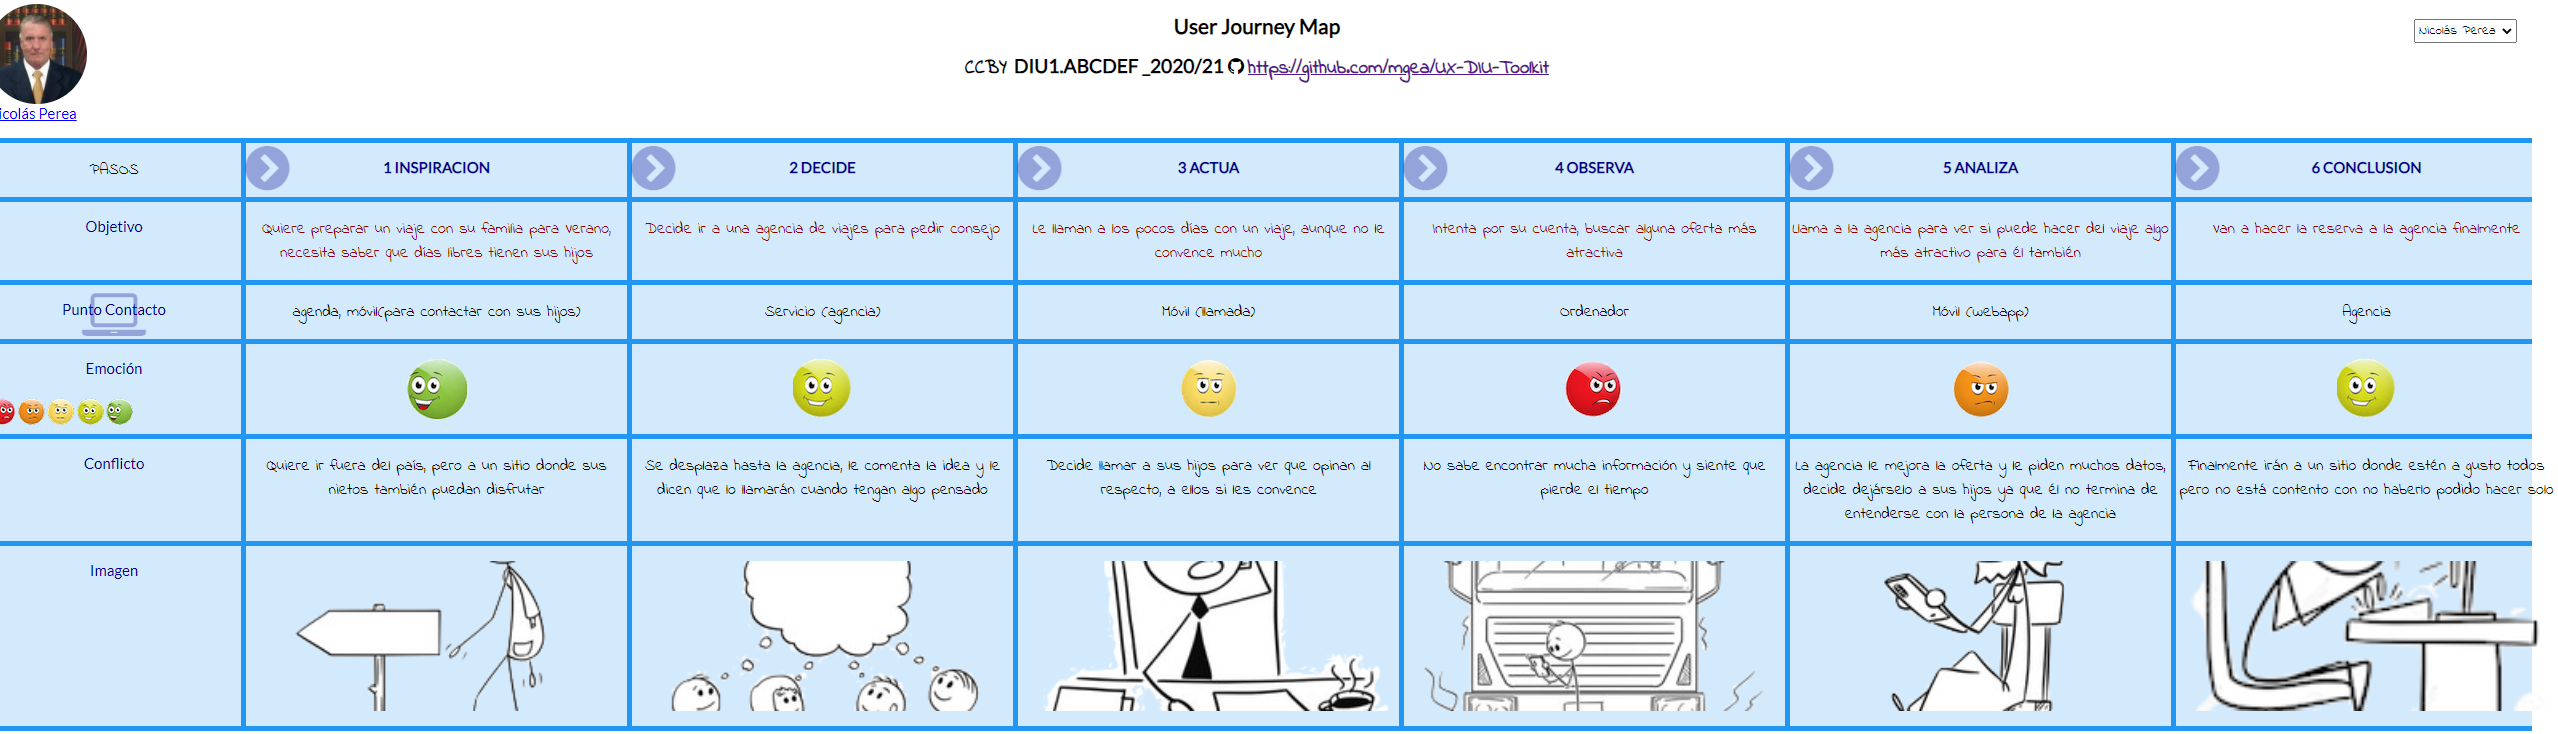 User Journey Map
Nicolás Perea
CCBY DIU1.ABCDEF_2020/21 https://github.com/mgea/UX-DIU-Toolkit
icolás Perea
PASOS
1 INSPIRACION
2 DECIDE
3 ACTUA
4 OBSERVA
5 ANALIZA
6 CONCLUSION
Objetivo
Quiere preparar un viaje con su familia para verano,
necesita saber que días libres tienen sus hijos
Decide ir a una agencia de viajes para pedir consejo
Le llaman a los pocos días con un viaje, aunque no le
convence mucho
Intenta por su cuenta, buscar alguna oferta más
atractiva
Llama a la agencia para ver si puede hacer del viaje algo
más atractivo para él también
Van a hacer la reserva a la agencia finalmente
Punto Contacto
agenda, móvil(para contactar con sus hijos)
Servicio (agencia)
Móvil (llamada)
Ordenador
Móvil (webapp)
Agencia
Emoción
Conflicto
Quiere ir fuera del país, pero a un sitio donde sus
nietos también puedan disfrutar
Se desplaza hasta la agencia, le comenta la idea y le
dicen que lo llamarán cuando tengan algo pensado
Decide llamar a sus hijos para ver que opinan al
respecto, a ellos si les convence
No sabe encontrar mucha información y siente que
pierde el tiempo
La agencia le mejora la oferta y le piden muchos datos,
decide dejárselo a sus hijos ya que él no termina de
entenderse con la persona de la agencia
Finalmente irán a un sitio donde estén a gusto todos
pero no está contento con no haberlo podido hacer solo
Imagen